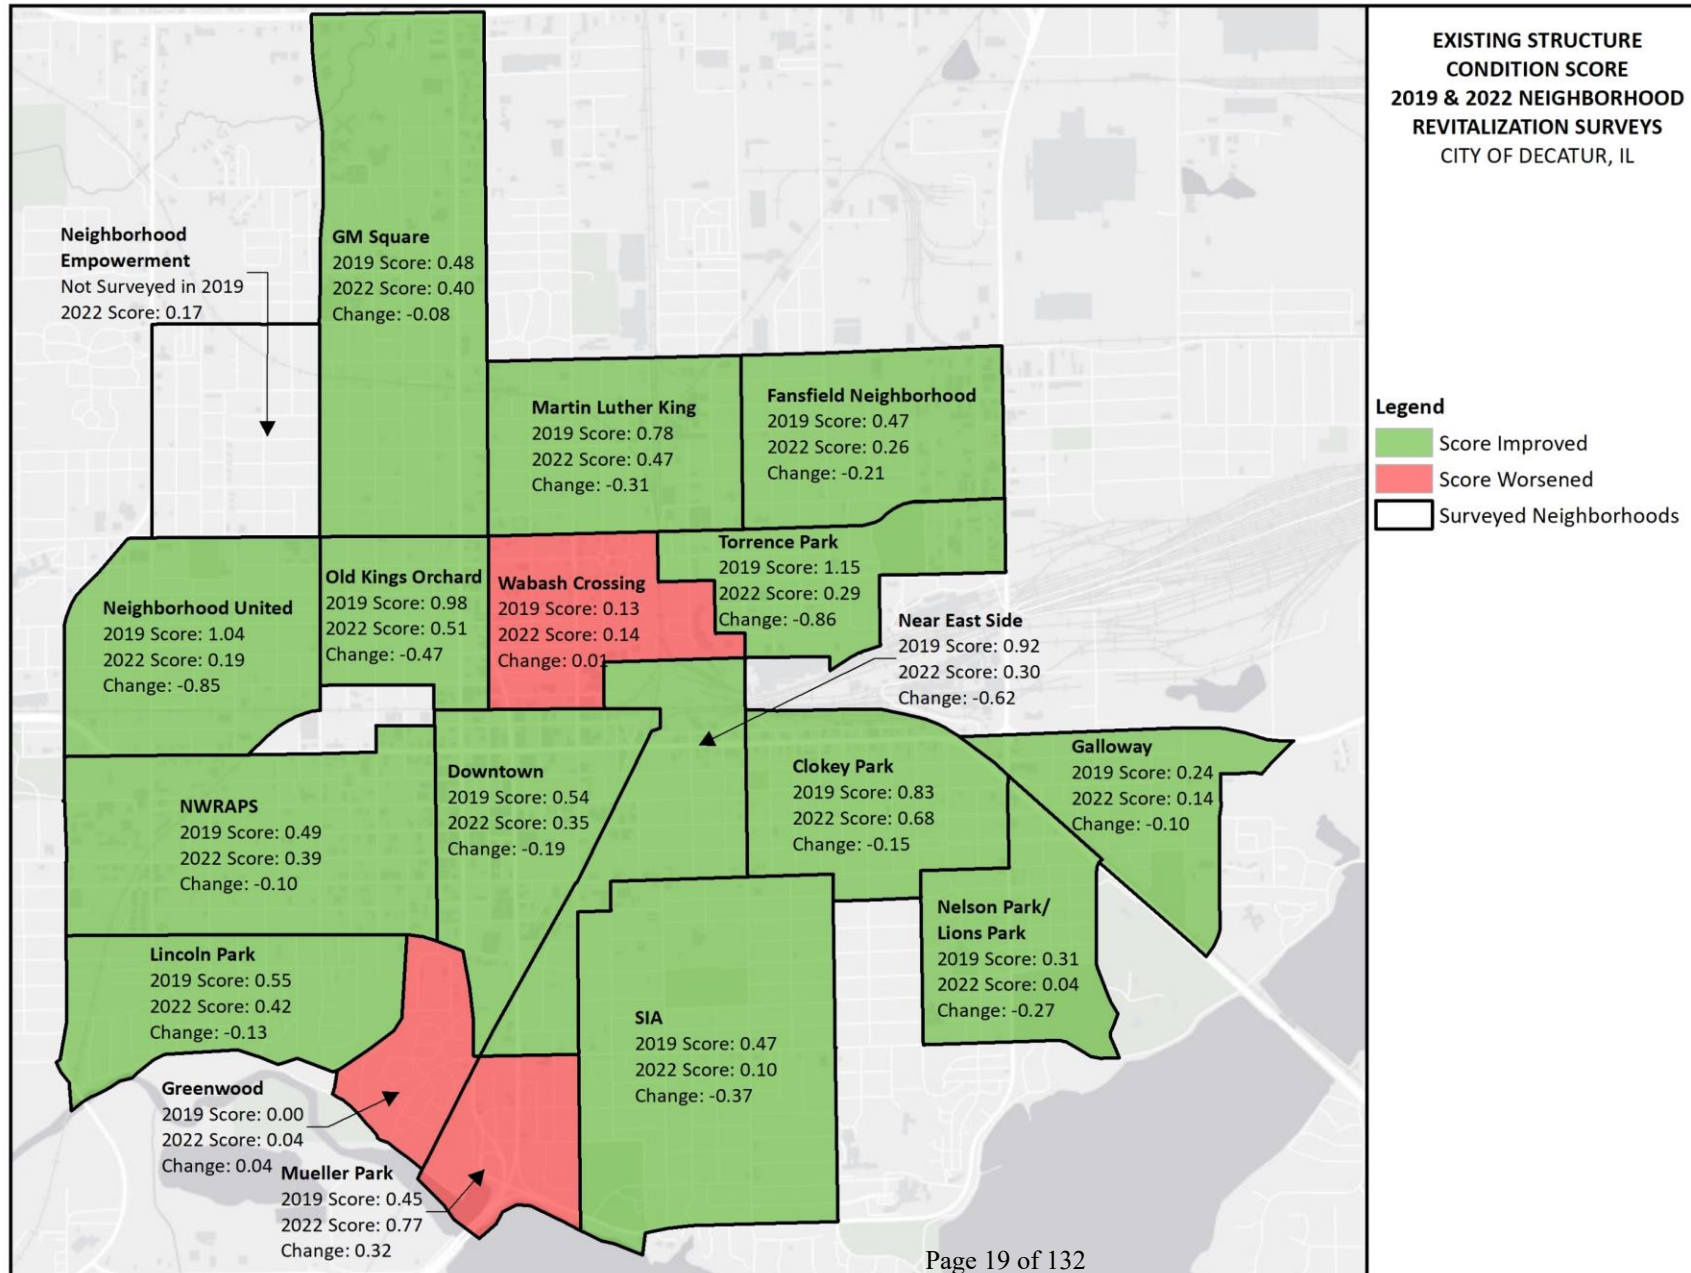 EXISTING STRUCTURE
CONDITION SCORE
2019 & 2022 NEIGHBORHOOD
REVITALIZATION SURVEYS
CITY OF DECATUR, IL
Legend
Score Improved
Score Worsened
Surveyed Neighborhoods
Neighborhood
Empowerment
Not Surveyed in 2019
2022 Score: 0.17
GM Square
2019 Score: 0.48
2022 Score: 0.40
Change: -0.08
Martin Luther King
2019 Score: 0.78
2022 Score: 0.47
Change: -0.31
Fansfield Neighborhood
2019 Score: 0.47
2022 Score: 0.26
Change: -0.21
Torrence Park
2019 Score: 1.15
2022 Score: 0.29
Change: -0.86
Neighborhood United
2019 Score: 1.04
2022 Score: 0.19
Change: -0.85
Old Kings Orchard
2019 Score: 0.98
2022 Score: 0.51
Change: -0.47
Wabash Crossing
2019 Score: 0.13
2022 Score: 0.14
Change: 0.01
Near East Side
2019 Score: 0.92
2022 Score: 0.30
Change: -0.62
NWRAPS
2019 Score: 0.49
2022 Score: 0.39
Change: -0.10
Downtown
2019 Score: 0.54
2022 Score: 0.35
Change: -0.19
Clokey Park
2019 Score: 0.83
2022 Score: 0.68
Change: -0.15
Galloway
2019 Score: 0.24
2022 Score: 0.14
Change: -0.10
Lincoln Park
2019 Score: 0.55
2022 Score: 0.42
Change: -0.13
Nelson Park/
Lions Park
2019 Score: 0.31
2022 Score: 0.04
Change: -0.27
SIA
2019 Score: 0.47
2022 Score: 0.10
Change: -0.37
Greenwood
2019 Score: 0.00
2022 Score: 0.04
Change: 0.04
Mueller Park
2019 Score: 0.45
2022 Score: 0.77
Change: 0.32
Page 19 of 132